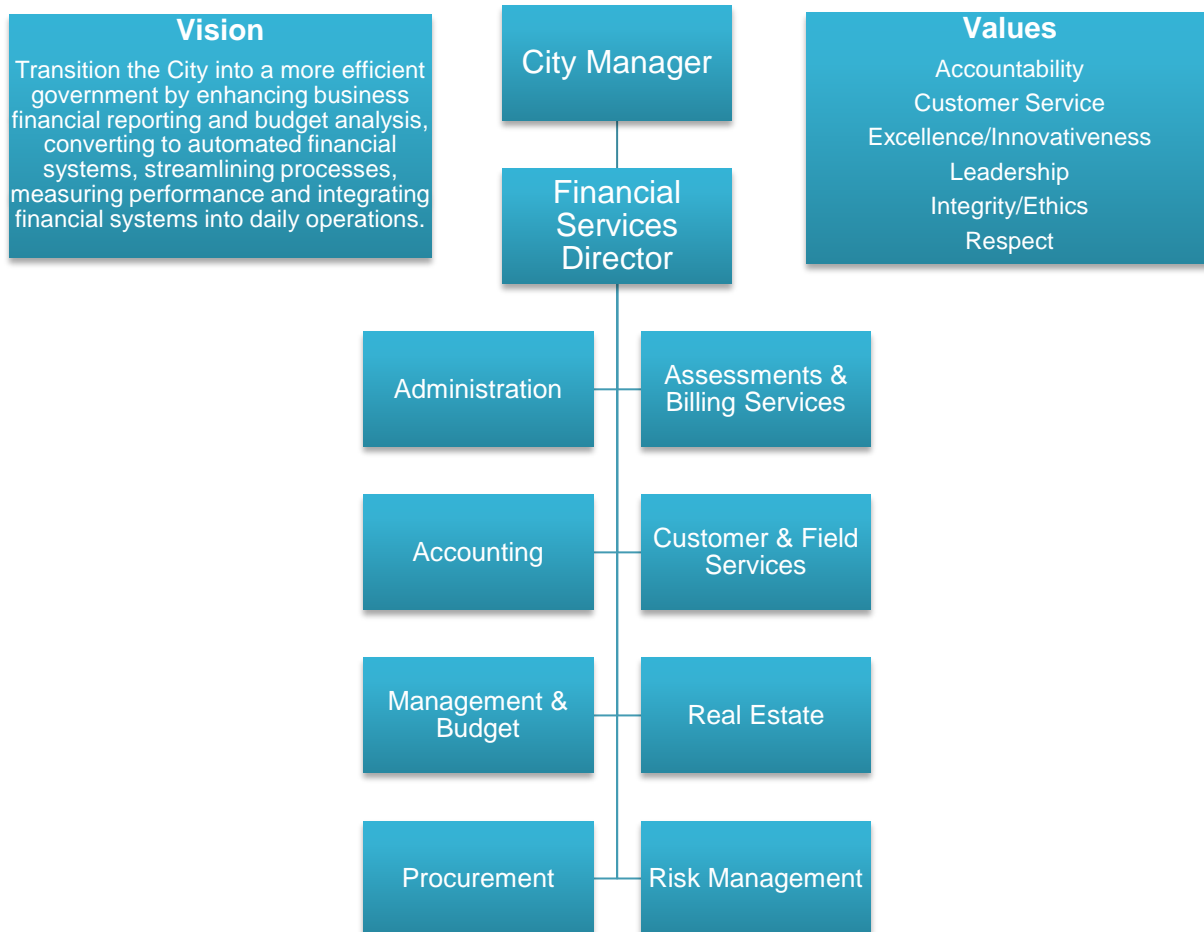 Vision
Transition the City into a more efficient
government by enhancing business
financial reporting and budget analysis,
converting to automated financial
systems, streamlining processes,
measuring performance and integrating
financial systems into daily operations.
City Manager
Values
Accountability
Customer Service
Excellence/Innovativeness
Leadership
Integrity/Ethics
Respect
Financial
Services
Director
Administration
Assessments &
Billing Services
Accounting
Customer & Field
Services
Management &
Budget
Real Estate
Procurement
Risk Management